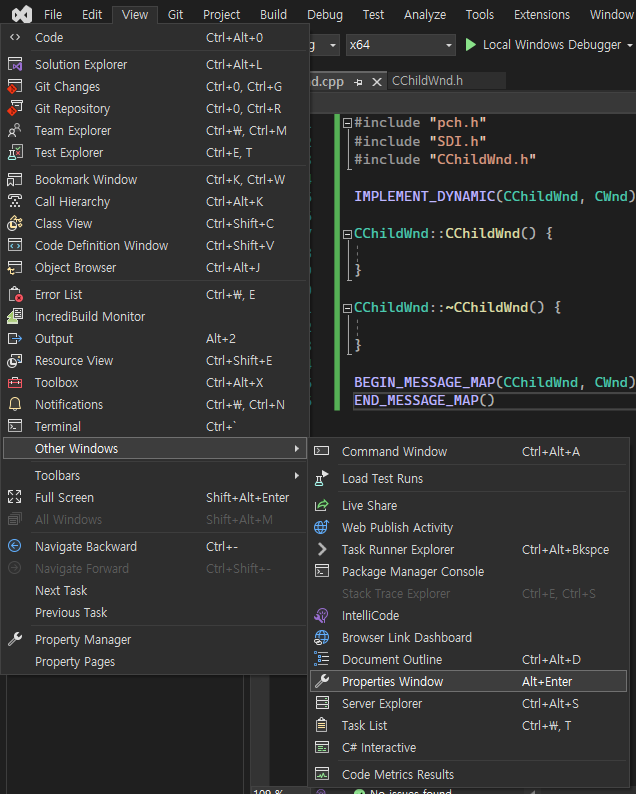 File Edit View Git Project Build Debug Test Analyze Tools Extensions Window
Code Ctrl+Alt+0
g x64 Local Windows Debugger
Solution Explorer Ctrl+Alt+L
d.cpp CChildWnd.h
Git Changes Ctrl+0, Ctrl+G
Git Repository Ctrl+0, Ctrl+R
Team Explorer Ctrl+₩, Ctrl+M
Test Explorer Ctrl+E, T
Bookmark Window Ctrl+K, Ctrl+W
Call Hierarchy Ctrl+Alt+K
Class View Ctrl+Shift+C
Code Definition Window Ctrl+Shift+V
Object Browser Ctrl+Alt+J
Error List Ctrl+₩, E
IncrediBuild Monitor
Output Alt+2
Resource View Ctrl+Shift+E
Toolbox Ctrl+Alt+X
Notifications Ctrl+₩, Ctrl+N
Terminal Ctrl+`
Other Windows
Toolbars
Full Screen Shift+Alt+Enter
All Windows Shift+Alt+M
Navigate Backward Ctrl+-
Navigate Forward Ctrl+Shift+-
Next Task
Previous Task
Property Manager
Property Pages
#include "pch.h"
#include "SDI.h"
#include "CChildWnd.h"
IMPLEMENT_DYNAMIC(CChildWnd, CWnd)
CChildWnd::CChildWnd() {
}
CChildWnd::~CChildWnd() {
}
BEGIN_MESSAGE_MAP(CChildWnd, CWnd)
END_MESSAGE_MAP()
Command Window Ctrl+Alt+A
Load Test Runs
Live Share
Web Publish Activity
Task Runner Explorer Ctrl+Alt+Bkspce
Package Manager Console
Stack Trace Explorer Ctrl+E, Ctrl+S
IntelliCode
Browser Link Dashboard
Document Outline Ctrl+Alt+D
Properties Window Alt+Enter
Server Explorer Ctrl+Alt+S
Task List Ctrl+₩, T
C# Interactive
Code Metrics Results
109 % No issues found